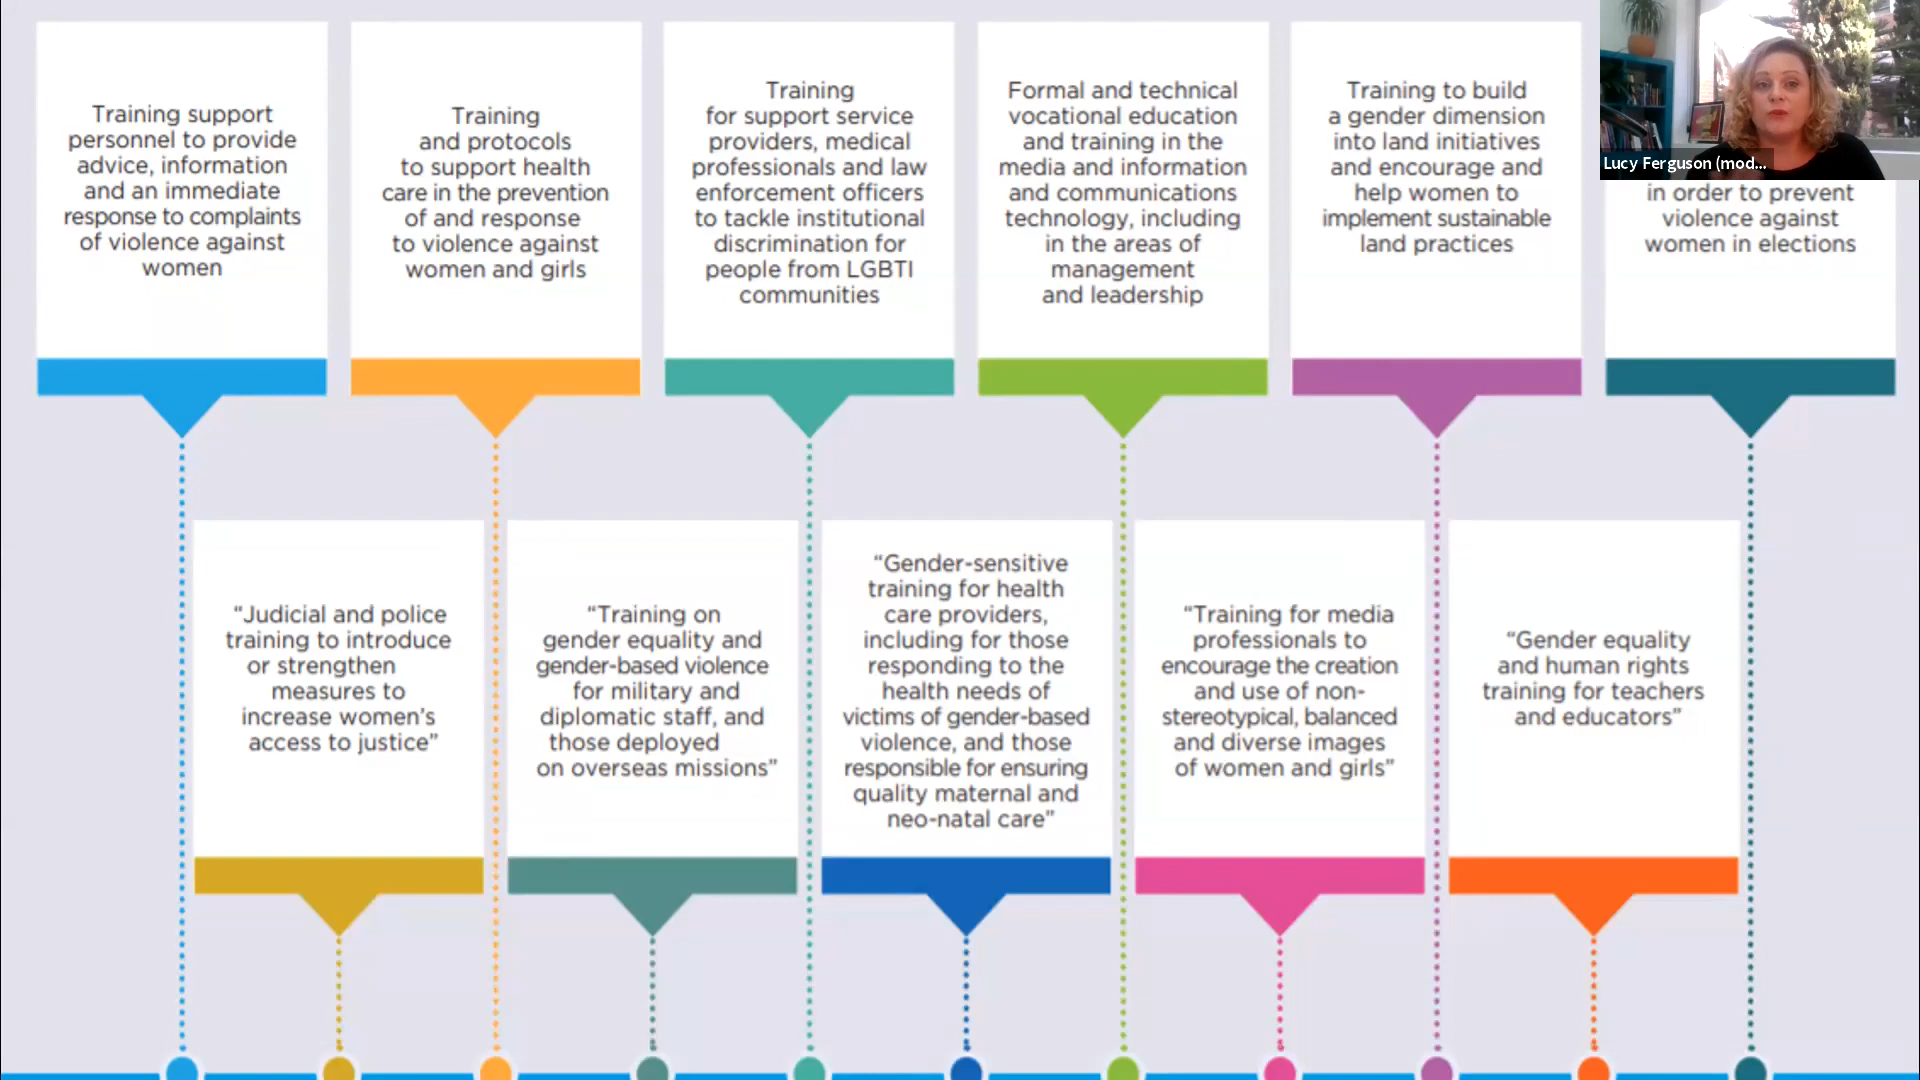 Training support
personnel to provide
advice, information
and an immediate
response to complaints
of violence against
women
Training
and protocols
to support health
care in the prevention
of and response
to violence against
women and girls
Training
for support service
providers, medical
professionals and law
enforcement officers
to tackle institutional
discrimination for
people from LGBTI
communities
Formal and technical
vocational education
and training in the
media and information
and communications
technology, including
in the areas of
management
and leadership
Training to build
a gender dimension
into land initiatives
and encourage and
help women to
implement sustainable
land practices
Lucy Ferguson (mod...
in order to prevent
violence against
women in elections
“Judicial and police
training to introduce
or strengthen
measures to
increase women’s
access to justice”
“Training on
gender equality and
gender-based violence
for military and
diplomatic staff, and
those deployed
on overseas missions”
“Gender-sensitive
training for health
care providers,
including for those
responding to the
health needs of
victims of gender-based
violence, and those
responsible for ensuring
quality maternal and
neo-natal care”
“Training for media
professionals to
encourage the creation
and use of non-
stereotypical, balanced
and diverse images
of women and girls”
“Gender equality
and human rights
training for teachers
and educators”